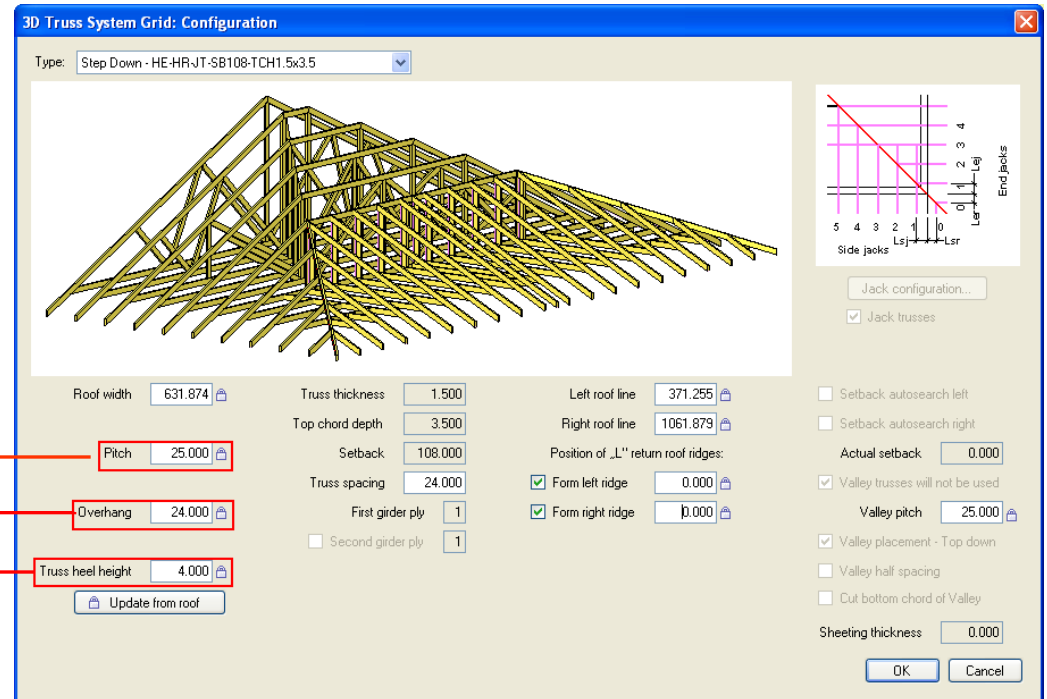 3D Truss System Grid: Configuration
Type: Step Down - HE-HR-JT-SB108-TCH1.5x3.5
4
3
2
1
0
Lej
Ler
End jacks
5 4 3 2 1 0
Lsj Lsr
Side jacks
Jack configuration...
Jack trusses
Roof width 631.874
Pitch 25.000
Overhang 24.000
Truss heel height 4.000
Update from roof
Truss thickness 1.500
Top chord depth 3.500
Setback 108.000
Truss spacing 24.000
First girder ply 1
Second girder ply 1
Left roof line 371.255
Right roof line 1061.879
Position of „L" return roof ridges:
Form left ridge 0.000
Form right ridge 0.000
Setback autosearch left
Setback autosearch right
Actual setback 0.000
Valley trusses will not be used
Valley pitch 25.000
Valley placement - Top down
Valley half spacing
Cut bottom chord of Valley
Sheeting thickness 0.000
OK Cancel